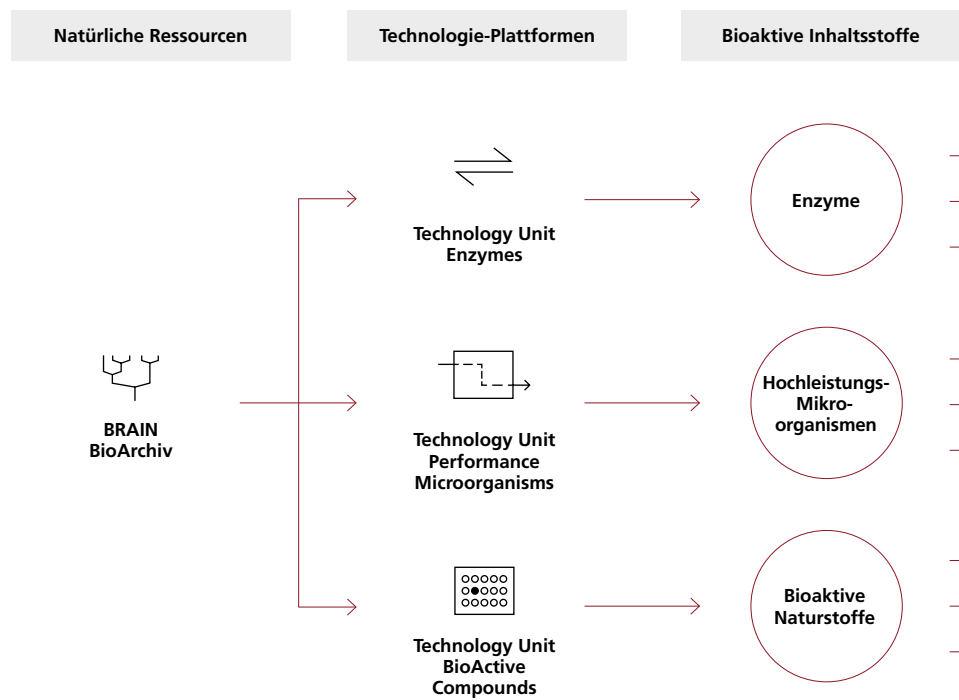 Natürliche Ressourcen
Technologie-Plattformen
Bioaktive Inhaltsstoffe
Technology Unit
Enzymes
Enzyme
BRAIN
BioArchiv
Technology Unit
Performance
Microorganisms
Hochleistungs-
Mikro-
organismen
Technology Unit
BioActive
Compounds
Bioaktive
Naturstoffe